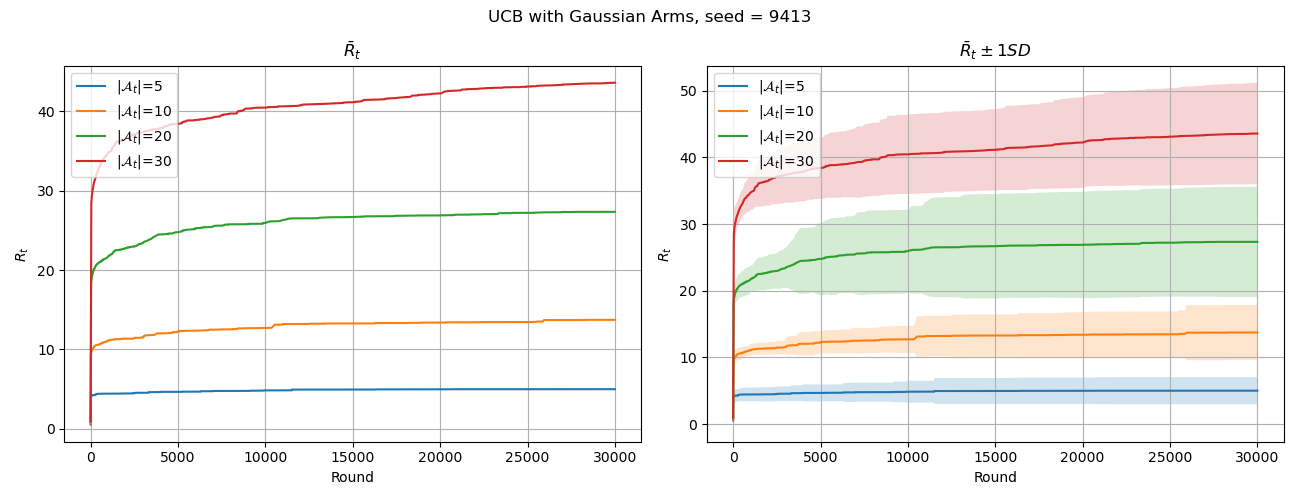 UCB with Gaussian Arms, seed = 9413
R̄ₜ
Rₜ
40
30
20
10
0
|𝒜ₜ|=5
|𝒜ₜ|=10
|𝒜ₜ|=20
|𝒜ₜ|=30
0 5000 10000 15000 20000 25000 30000
Round
R̄ₜ ± 1SD
Rₜ
50
40
30
20
10
0
|𝒜ₜ|=5
|𝒜ₜ|=10
|𝒜ₜ|=20
|𝒜ₜ|=30
0 5000 10000 15000 20000 25000 30000
Round